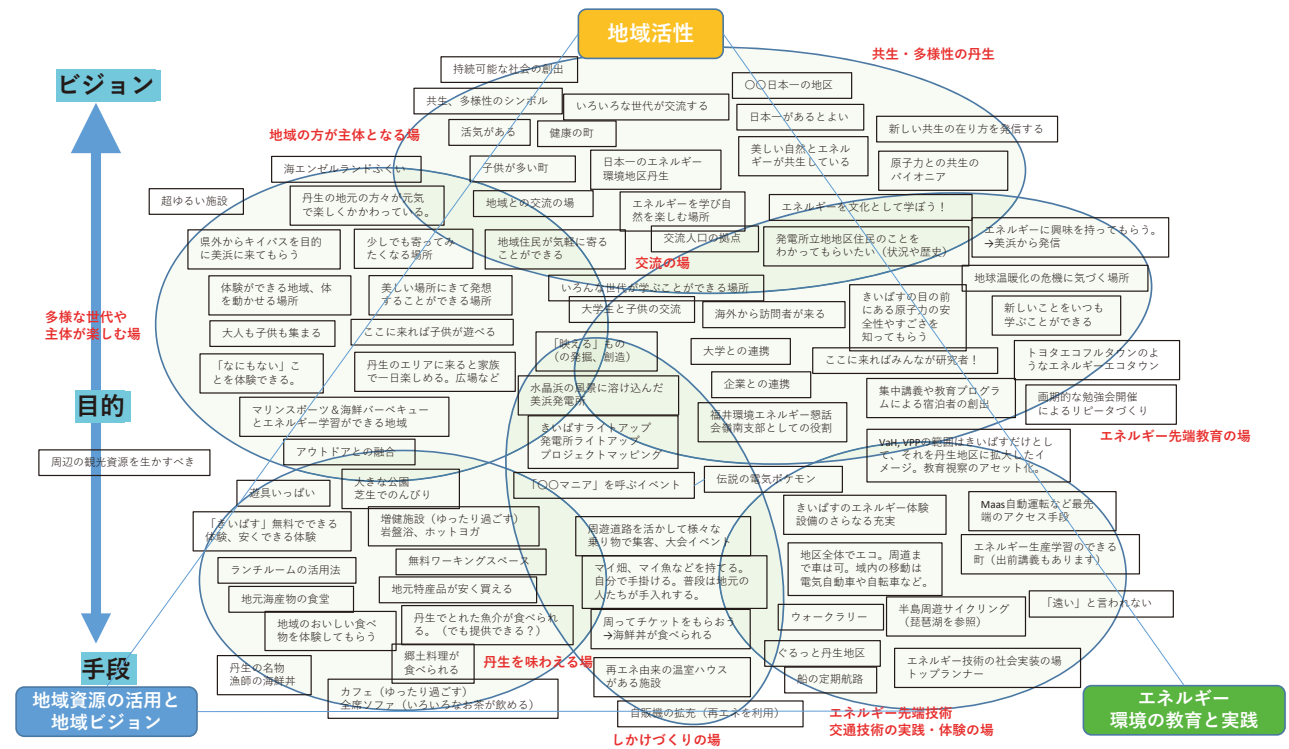 地域活性
ビジョン
共生・多様性の丹生
持続可能な社会の創出
〇〇日本一の地区
共生、多様性のシンボル
いろいろな世代が交流する
日本一があるとよい
地域の方が主体となる場
活気がある
健康の町
新しい共生の在り方を発信する
海エンゼルランドふくい
子供が多い町
日本一のエネルギー
環境地区丹生
美しい自然とエネル
ギーが共生している
原子力との共生の
パイオニア
超ゆるい施設
丹生の地元の方々が元気
で楽しくかかわっている。
地域との交流の場
エネルギーを学び自
然を楽しむ場所
エネルギーを文化として学ぼう！
県外からキイパスを目的
に美浜に来てもらう
少しでも寄ってみ
たくなる場所
地域住民が気軽に寄る
ことができる
交流人口の拠点
発電所立地地区住民のことを
わかってもらいたい（状況や歴史）
エネルギーに興味を持ってもらう。
→美浜から発信
交流の場
体験ができる地域、体
を動かせる場所
美しい場所にきて発想
することができる場所
いろんな世代が学ぶことができる場所
地球温暖化の危機に気づく場所
大学生と子供の交流
海外から訪問者が来る
きいぱすの目の前
にある原子力の安
全性やすごさを
知ってもらう
新しいことをいつも
学ぶことができる
多様な世代や
主体が楽しむ場
大人も子供も集まる
ここに来れば子供が遊べる
「映える」もの
（の発掘、創造）
大学との連携
ここに来ればみんなが研究者！
トヨタエコフルタウンのよ
うなエネルギーエコタウン
「なにもない」こ
とを体験できる。
丹生のエリアに来ると家族
で一日楽しめる。広場など
水晶浜の風景に溶け込んだ
美浜発電所
企業との連携
集中講義や教育プログラ
ムによる宿泊者の創出
画期的な勉強会開催
によるリピータづくり
目的
マリンスポーツ＆海鮮バーベキュー
とエネルギー学習ができる地域
きいぱすライトアップ
発電所ライトアップ
プロジェクトマッピング
福井環境エネルギー懇話
会嶺南支部としての役割
エネルギー先端教育の場
アウトドアとの融合
VaH, VPPの範囲はきいぱすだけとし
て、それを丹生地区に拡大したイ
メージ。教育視察のアセット化。
周辺の観光資源を生かすべき
遊具いっぱい
大きな公園
芝生でのんびり
「〇〇マニア」を呼ぶイベント
伝説の電気ポケモン
「きいぱす」無料でできる
体験、安くできる体験
増健施設（ゆったり過ごす）
岩盤浴、ホットヨガ
周遊道路を活かして様々な
乗り物で集客、大会イベント
きいぱすのエネルギー体験
設備のさらなる充実
Maas自動運転など最先
端のアクセス手段
ランチルームの活用法
無料ワーキングスペース
マイ畑、マイ魚などを持てる。
自分で手掛ける。普段は地元の
人たちが手入れする。
地区全体でエコ。周道ま
で車は可。域内の移動は
電気自動車や自転車など。
エネルギー生産学習のできる
町（出前講義もあります）
地元海産物の食堂
地元特産品が安く買える
地域のおいしい食べ
物を体験してもらう
丹生でとれた魚介が食べられ
る。（でも提供できる？）
周ってチケットをもらおう
→海鮮丼が食べられる
ウォークラリー
半島周遊サイクリング
（琵琶湖を参照）
「遠い」と言われない
手段
丹生の名物
漁師の海鮮丼
郷土料理が
食べられる
丹生を味わえる場
再エネ由来の温室ハウス
がある施設
ぐるっと丹生地区
船の定期航路
エネルギー技術の社会実装の場
トップランナー
地域資源の活用と
地域ビジョン
カフェ（ゆったり過ごす）
全席ソファ（いろいろなお茶が飲める）
自販機の拡充（再エネを利用）
エネルギー先端技術
交通技術の実践・体験の場
エネルギー
環境の教育と実践
しかけづくりの場